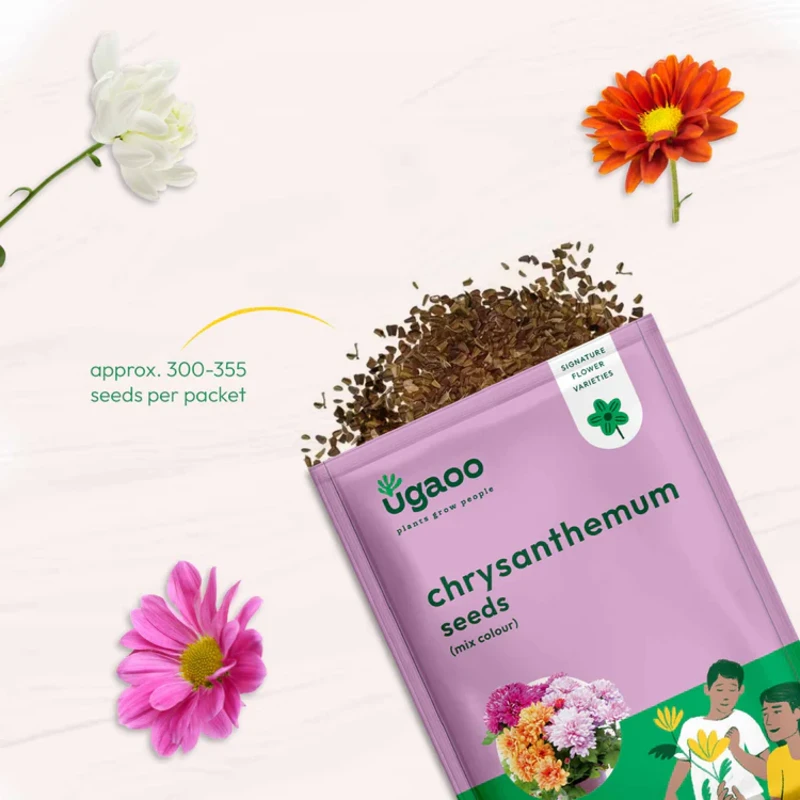 approx. 300-355
seeds per packet
SIGNATURE
FLOWER
VARIETIES
ugaoo
plants grow people
chrysanthemum
seeds
(mix colour)